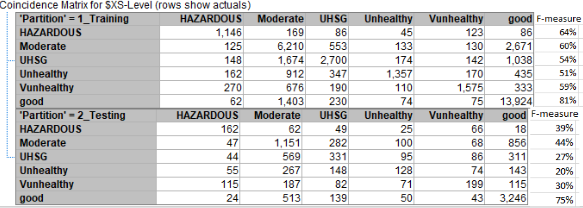 Coincidence Matrix for $XS-Level (rows show actuals)
'Partition' = 1_Training HAZARDOUS Moderate UHSG Unhealthy Vunhealthy good F-measure
HAZARDOUS 1,146 169 86 45 123 86 64%
Moderate 125 6,210 553 133 130 2,671 60%
UHSG 148 1,674 2,700 174 142 1,038 54%
Unhealthy 162 912 347 1,357 170 435 51%
Vunhealthy 270 676 190 110 1,575 333 59%
good 62 1,403 230 74 75 13,924 81%
'Partition' = 2_Testing HAZARDOUS Moderate UHSG Unhealthy Vunhealthy good F-measure
HAZARDOUS 162 62 49 25 66 18 39%
Moderate 47 1,151 282 100 68 856 44%
UHSG 44 569 331 95 86 311 27%
Unhealthy 55 267 148 128 74 143 20%
Vunhealthy 115 187 82 71 199 115 30%
good 24 513 139 50 43 3,246 75%